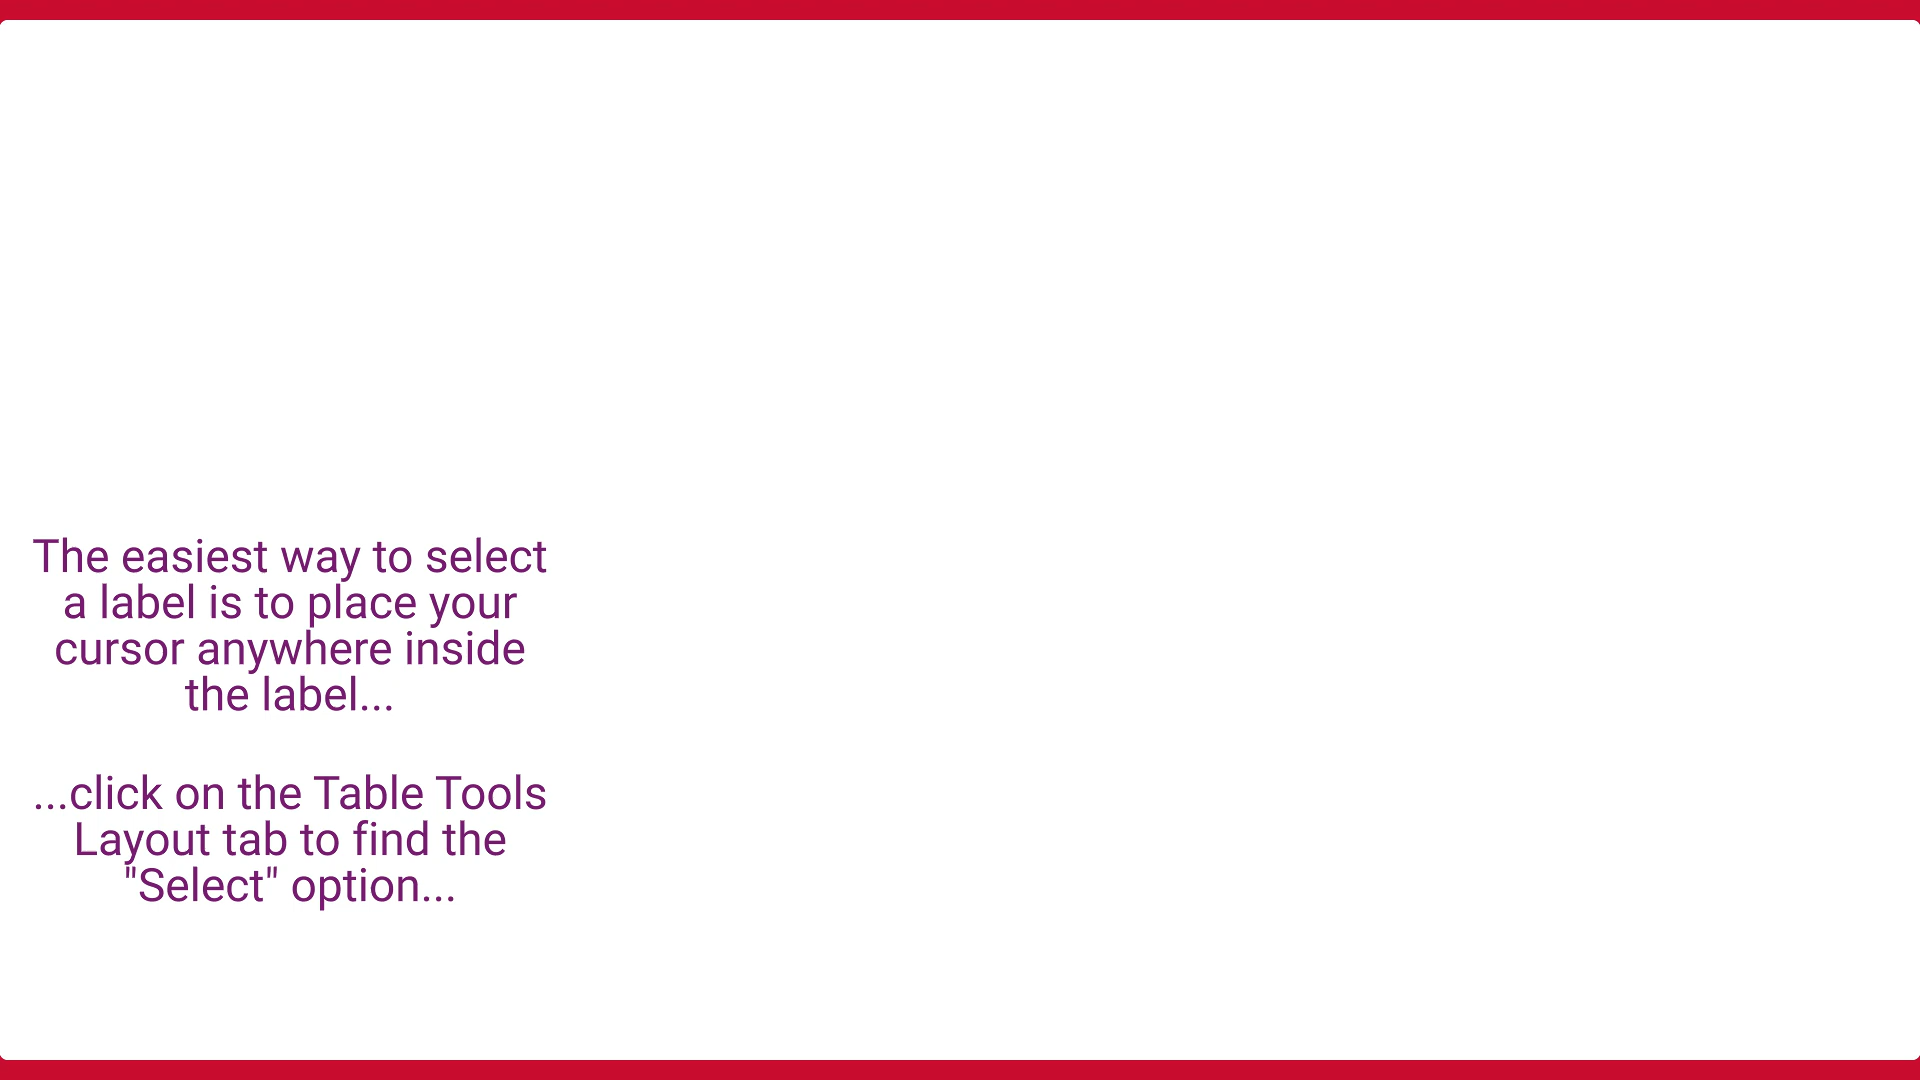 The easiest way to select
a label is to place your
cursor anywhere inside
the label...
...click on the Table Tools
Layout tab to find the
"Select" option...